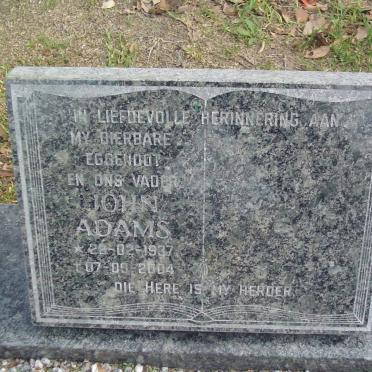 IN LIEFDEVOLLE HERINNERING AAN
MY DIERBARE
EGGENOOT
EN ONS VADER
JOHN
ADAMS
* 28-02-1937
† 07-05-2004
DIE HERE IS MY HERDER